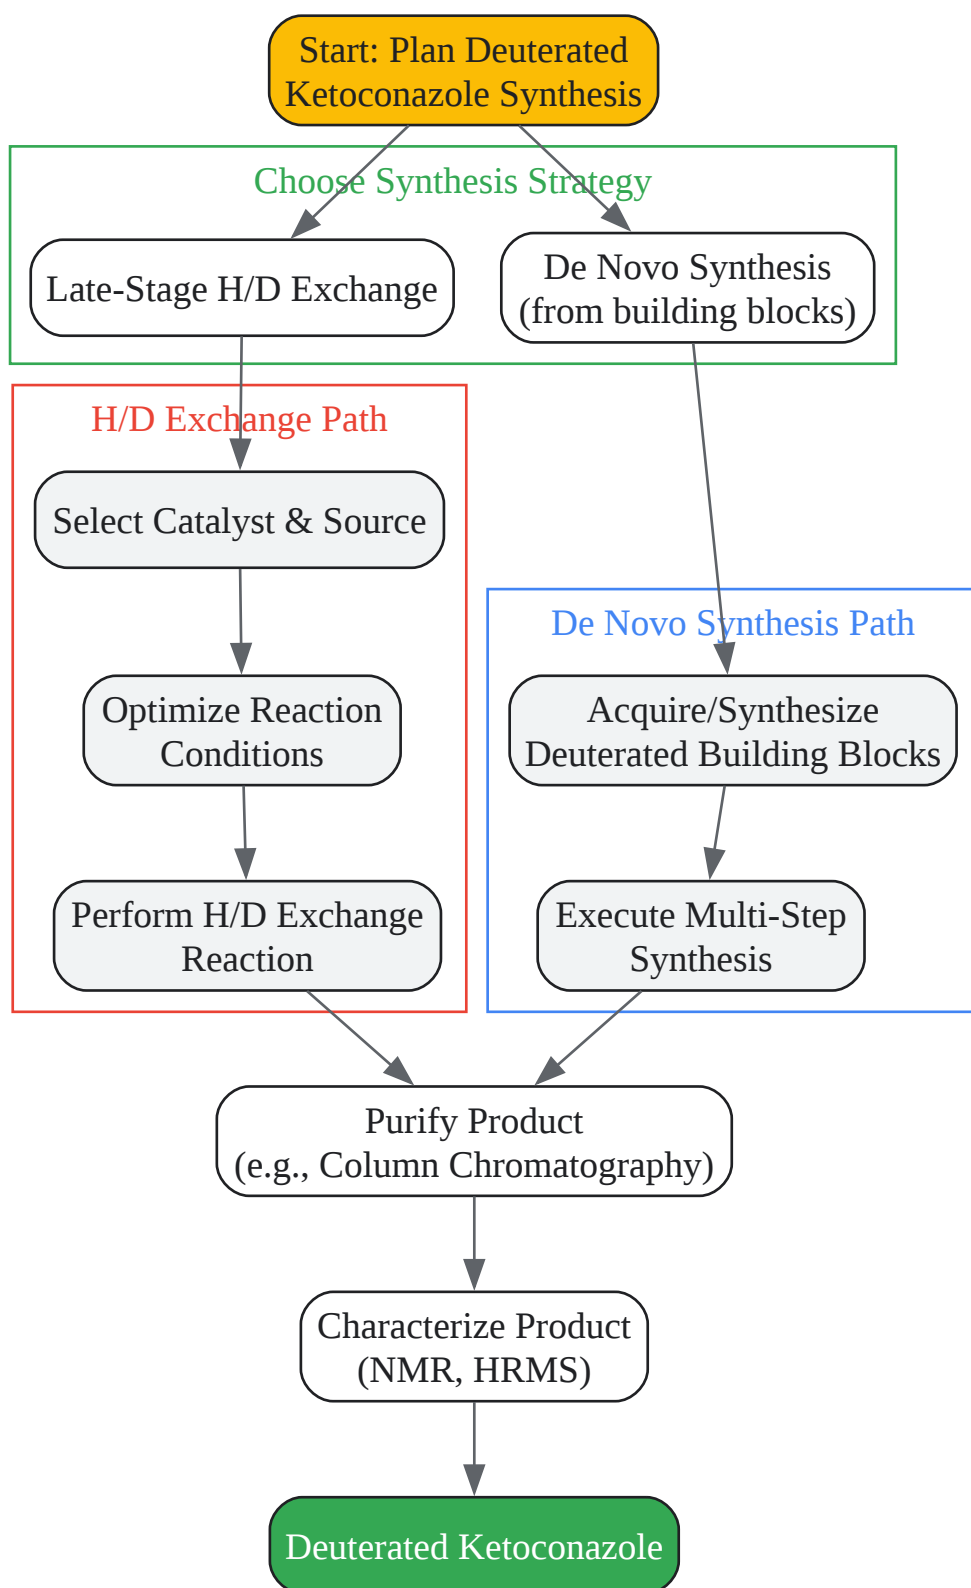 Start: Plan Deuterated
Ketoconazole Synthesis
Choose Synthesis Strategy
Late-Stage H/D Exchange
De Novo Synthesis
(from building blocks)
H/D Exchange Path
Select Catalyst & Source
De Novo Synthesis Path
Optimize Reaction
Conditions
Acquire/Synthesize
Deuterated Building Blocks
Perform H/D Exchange
Reaction
Execute Multi-Step
Synthesis
Purify Product
(e.g., Column Chromatography)
Characterize Product
(NMR, HRMS)
Deuterated Ketoconazole